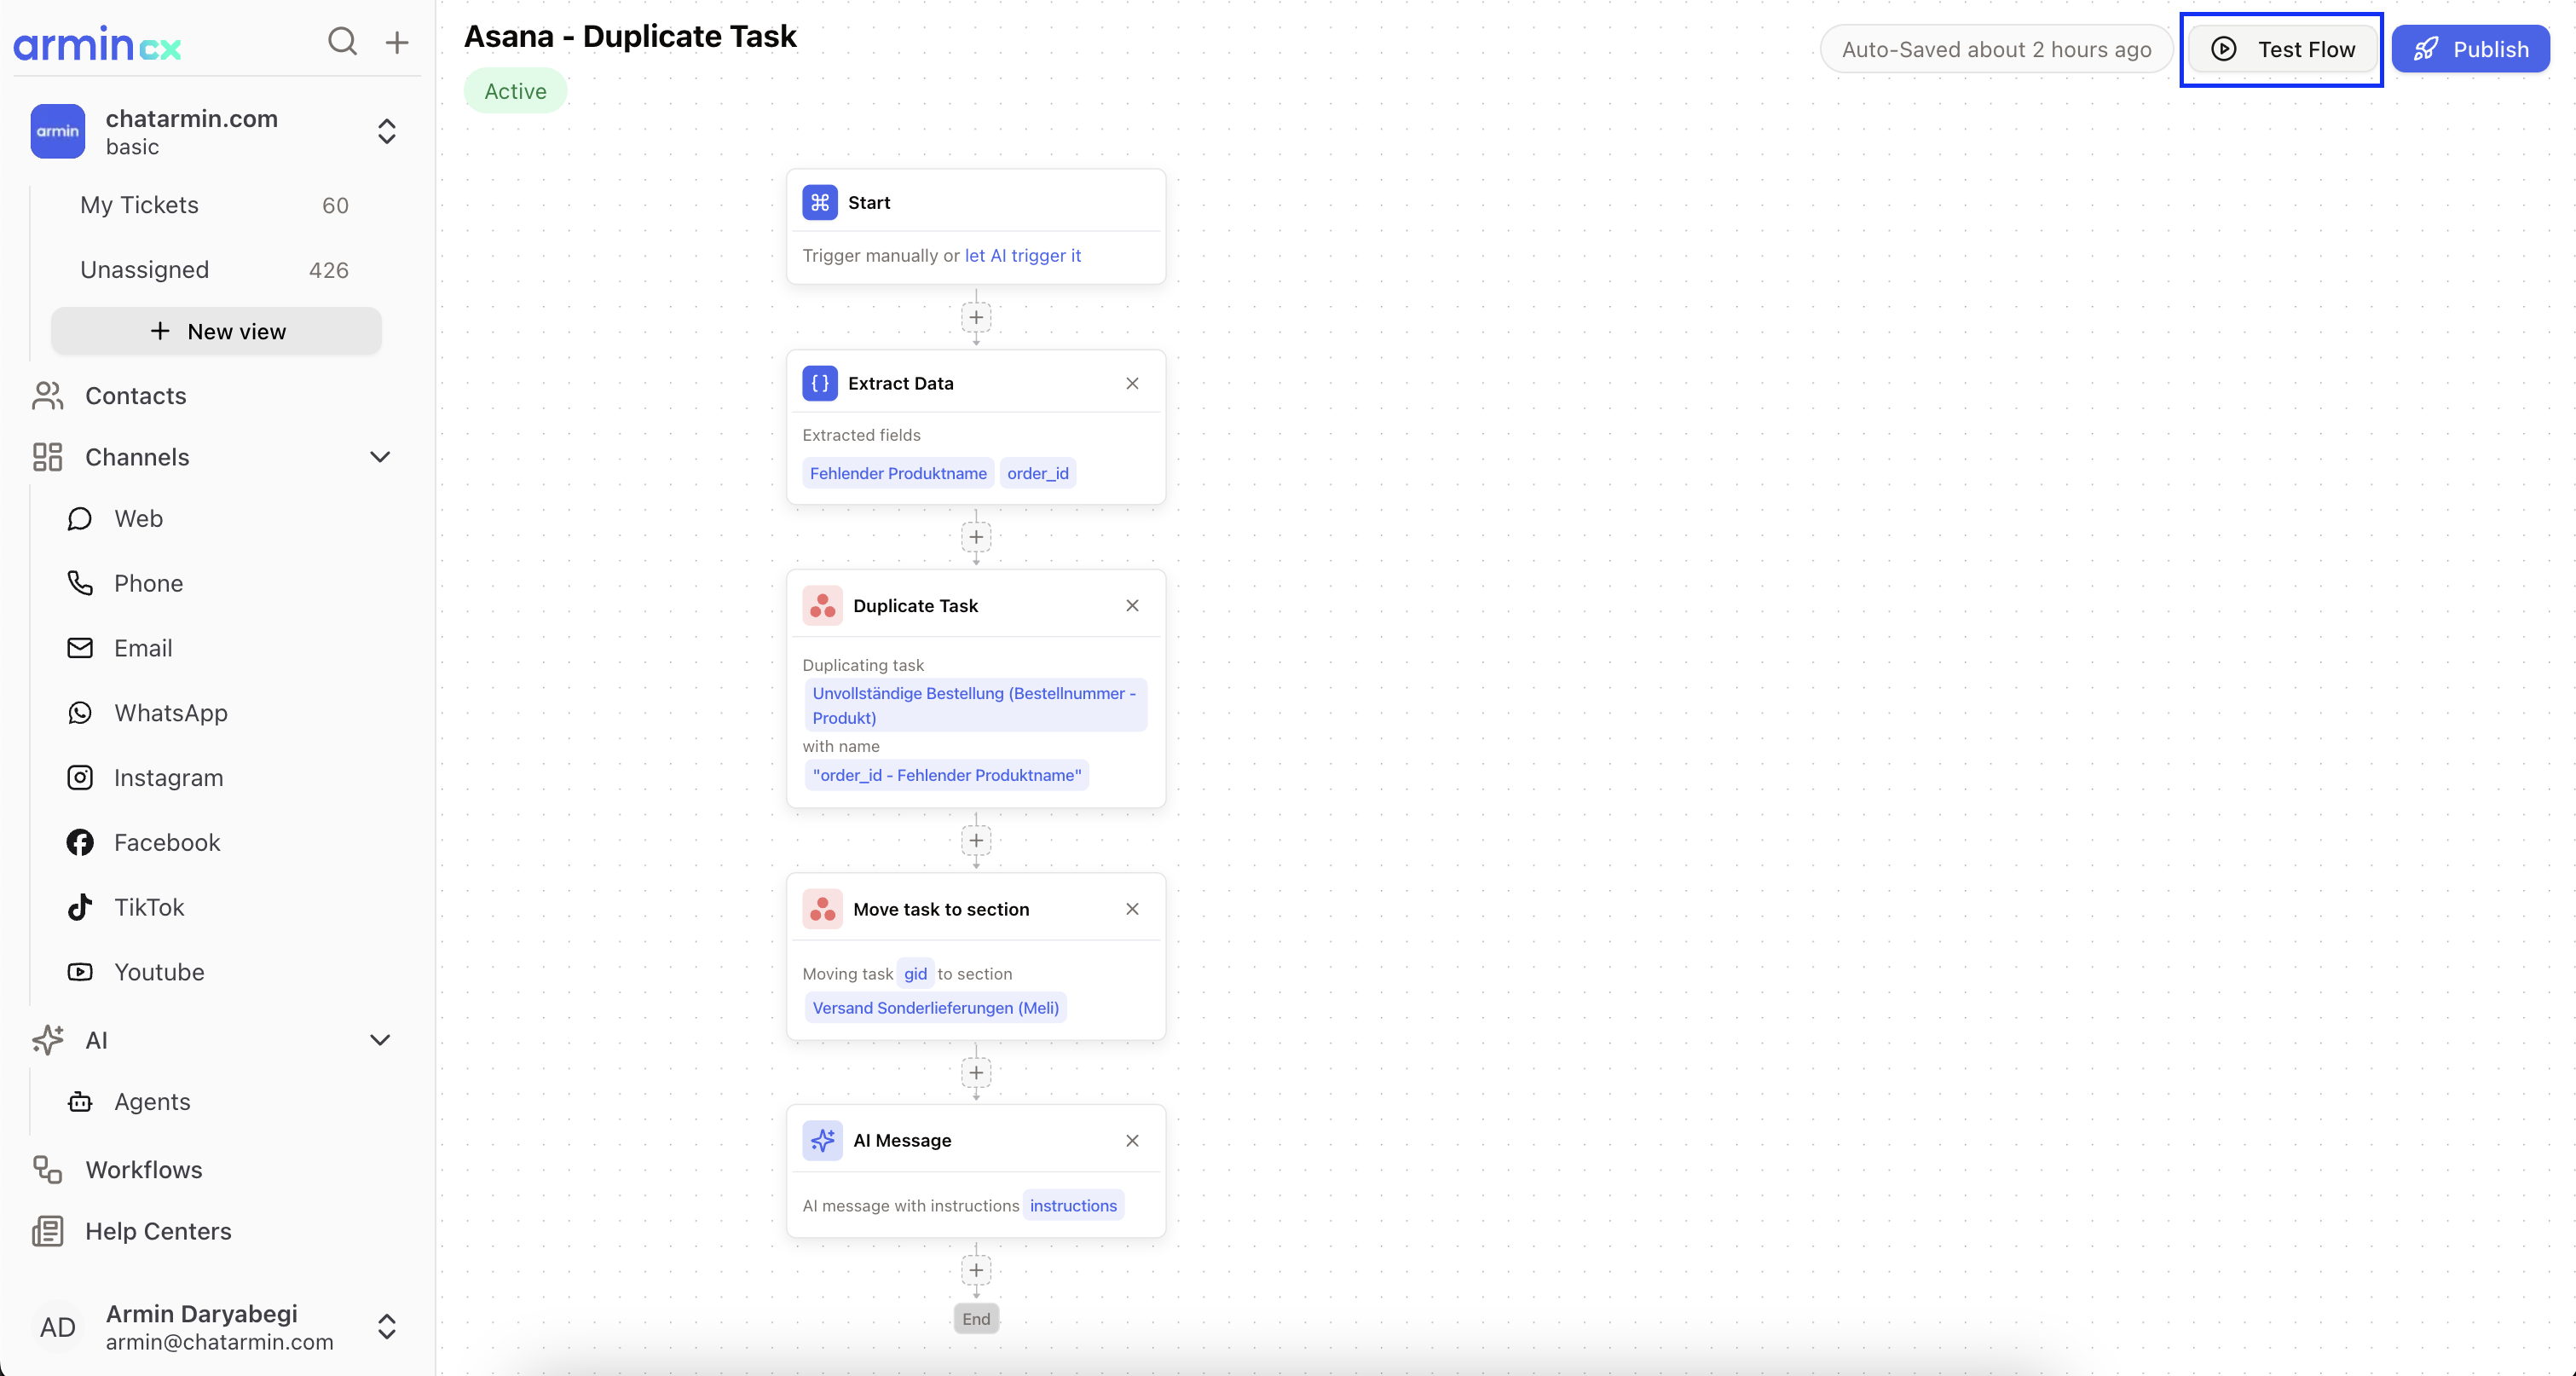 armin cx
armin
chatarmin.com
basic
My Tickets 60
Unassigned 426
New view
Contacts
Channels
Web
Phone
Email
WhatsApp
Instagram
Facebook
TikTok
Youtube
AI
Agents
Workflows
Help Centers
AD
Armin Daryabegi
armin@chatarmin.com
Asana - Duplicate Task
Active
Auto-Saved about 2 hours ago
Test Flow
Publish
Start
Trigger manually or let AI trigger it
Extract Data
Extracted fields
Fehlender Produktname order_id
Duplicate Task
Duplicating task
Unvollständige Bestellung (Bestellnummer -
Produkt)
with name
"order_id - Fehlender Produktname"
Move task to section
Moving task gid to section
Versand Sonderlieferungen (Meli)
AI Message
AI message with instructions instructions
End